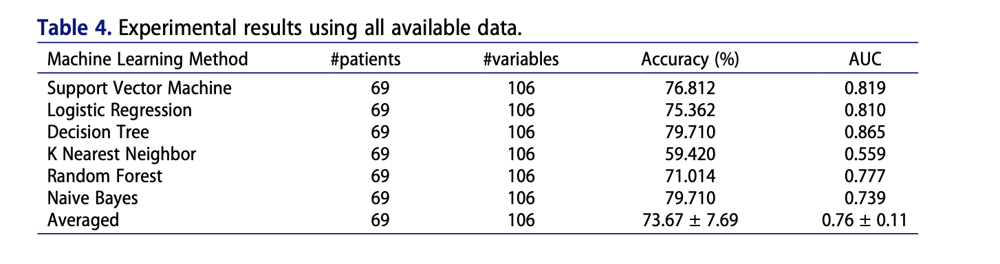 Table 4. Experimental results using all available data.
Machine Learning Method #patients #variables Accuracy (%) AUC
Support Vector Machine 69 106 76.812 0.819
Logistic Regression 69 106 75.362 0.810
Decision Tree 69 106 79.710 0.865
K Nearest Neighbor 69 106 59.420 0.559
Random Forest 69 106 71.014 0.777
Naive Bayes 69 106 79.710 0.739
Averaged 69 106 73.67 ± 7.69 0.76 ± 0.11